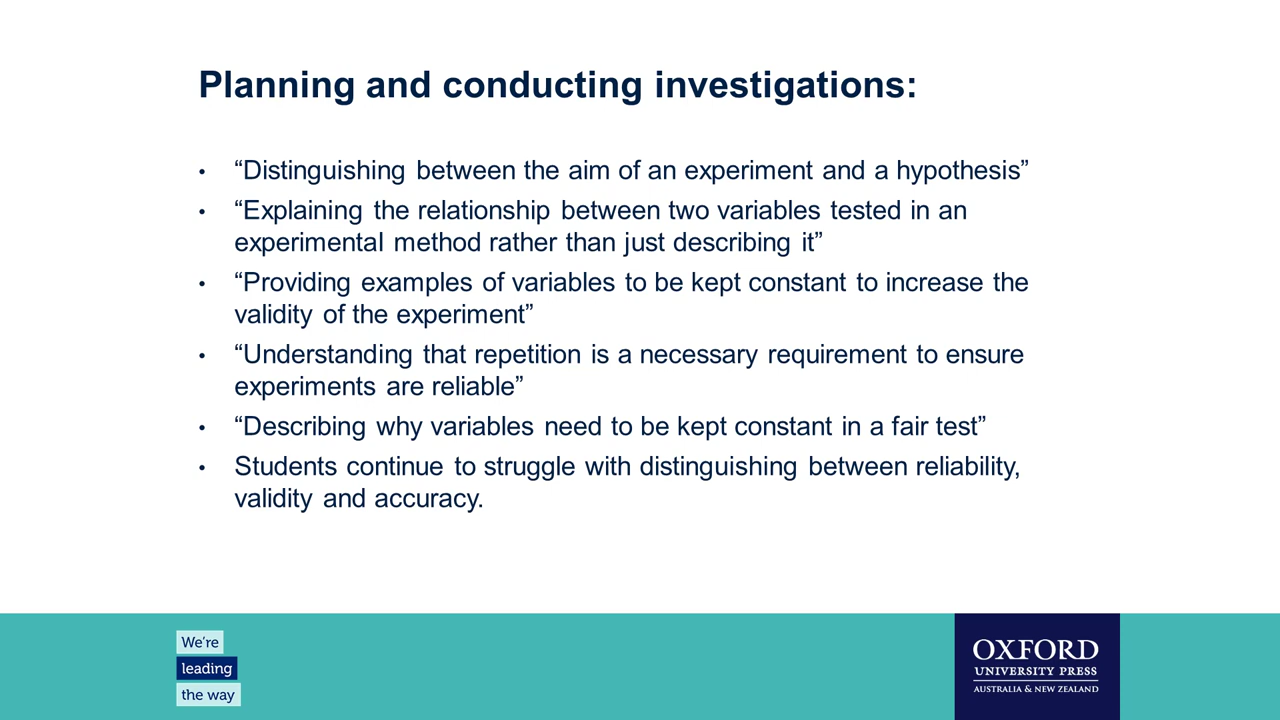 Planning and conducting investigations:
• “Distinguishing between the aim of an experiment and a hypothesis”
• “Explaining the relationship between two variables tested in an
experimental method rather than just describing it”
• “Providing examples of variables to be kept constant to increase the
validity of the experiment”
• “Understanding that repetition is a necessary requirement to ensure
experiments are reliable”
• “Describing why variables need to be kept constant in a fair test”
• Students continue to struggle with distinguishing between reliability,
validity and accuracy.
We’re
leading
the way
OXFORD
UNIVERSITY PRESS
AUSTRALIA & NEW ZEALAND